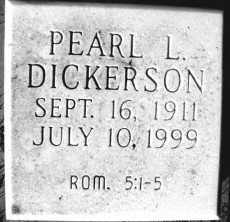 PEARL L.
DICKERSON
SEPT. 16, 1911
JULY 10, 1999
ROM. 5:1-5